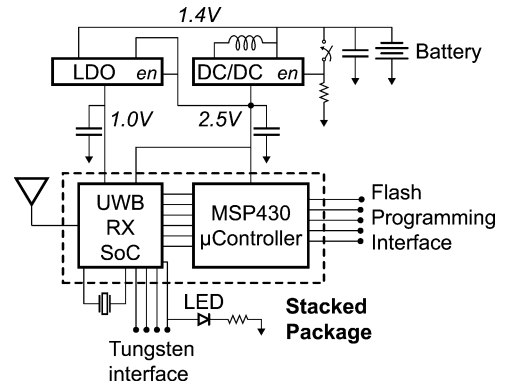 1.4V
Battery
LDO en
DC/DC en
1.0V
2.5V
UWB
RX
SoC
MSP430
µController
Flash
Programming
Interface
LED
Stacked
Package
Tungsten
interface